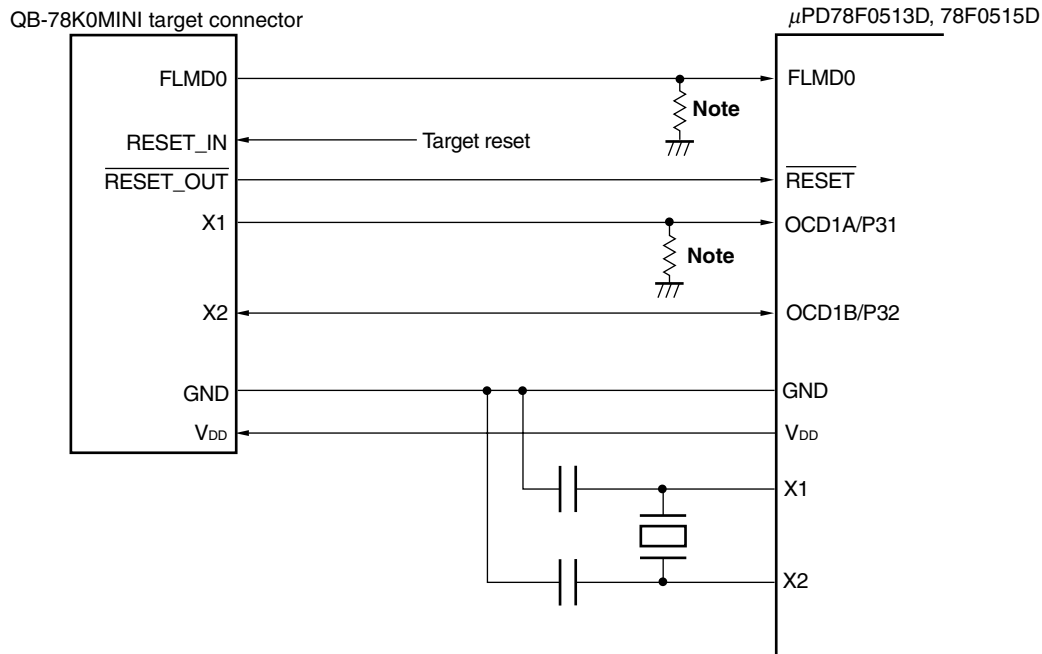 QB-78K0MINI target connector
μPD78F0513D, 78F0515D
FLMD0
FLMD0
Note
RESET_IN
Target reset
RESET_OUT
RESET
X1
OCD1A/P31
Note
X2
OCD1B/P32
GND
GND
VDD
VDD
X1
X2